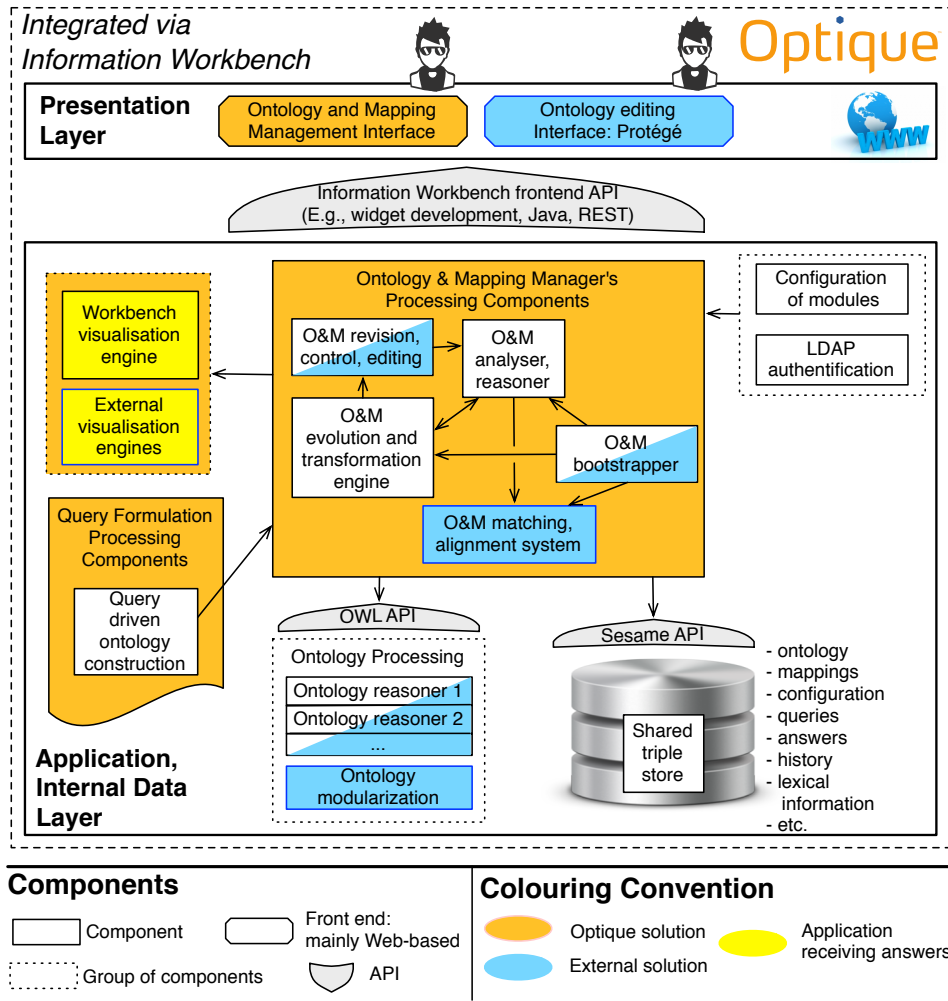 Integrated via
Information Workbench
Optique
Presentation
Layer
Ontology and Mapping
Management Interface
Ontology editing
Interface: Protégé
WWW
Information Workbench frontend API
(E.g., widget development, Java, REST)
Workbench
visualisation
engine
External
visualisation
engines
Ontology & Mapping Manager's
Processing Components
O&M revision,
control, editing
O&M
analyser,
reasoner
O&M
evolution and
transformation
engine
O&M
bootstrapper
O&M matching,
alignment system
Configuration
of modules
LDAP
authentification
Query Formulation
Processing
Components
Query
driven
ontology
construction
OWL API
Ontology Processing
Ontology reasoner 1
Ontology reasoner 2
...
Ontology
modularization
Sesame API
Shared
triple
store
- ontology
- mappings
- configuration
- queries
- answers
- history
- lexical
information
- etc.
Application,
Internal Data
Layer
Components
Component
Front end:
mainly Web-based
Group of components
API
Colouring Convention
Optique solution
External solution
Application
receiving answers